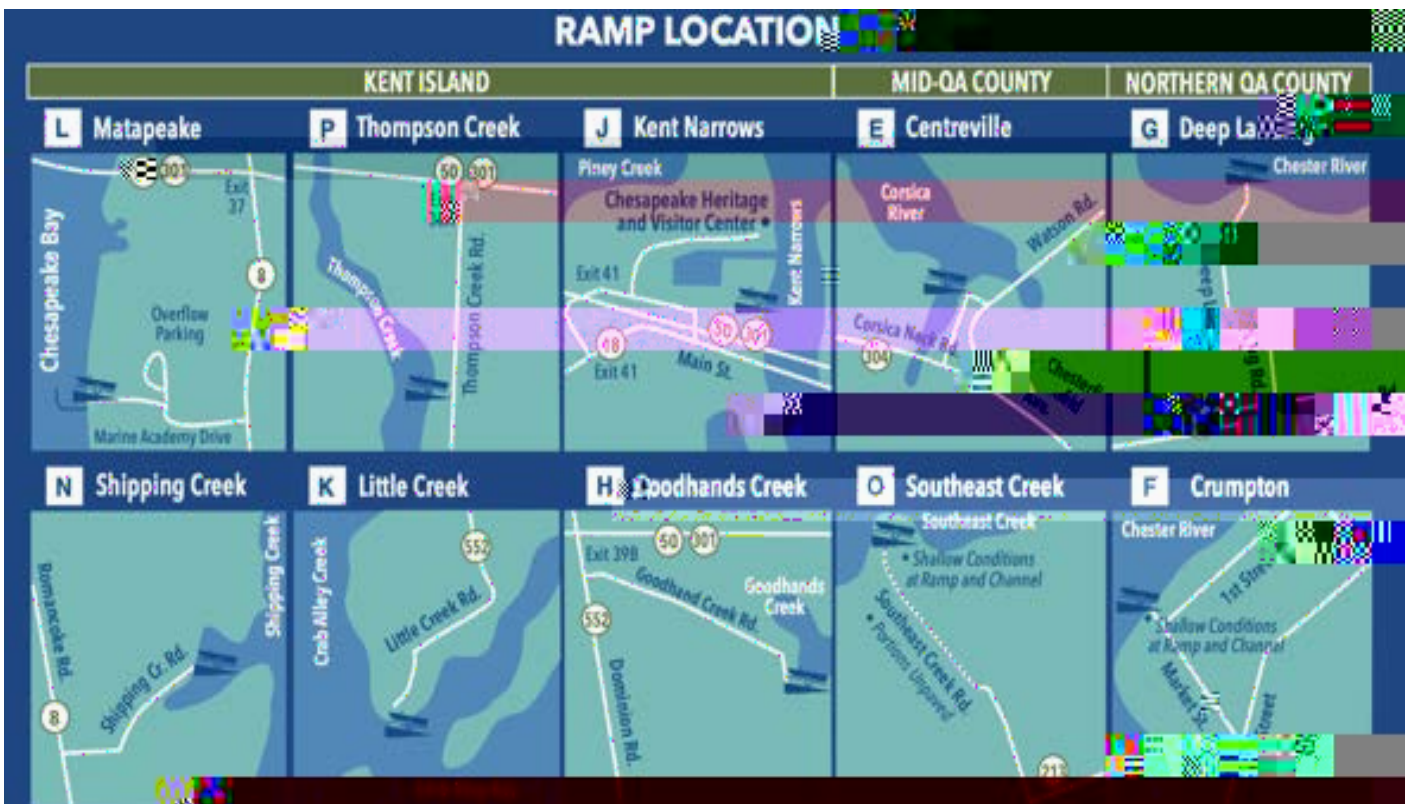 RAMP LOCATION
KENT ISLAND
MID-QA COUNTY
NORTHERN QA COUNTY
L Matapeake
301
Exit
37
8
Chesapeake Bay
Overflow
Parking
Marine Academy Drive
P Thompson Creek
50 301
Thompson Creek
Thompson Creek Rd.
J Kent Narrows
Piney Creek
Chesapeake Heritage
and Visitor Center •
Kent Narrows
Exit 41
50 301
18
Exit 41
Main St.
E Centreville
Corsica
River
Watson Rd.
Corsica Neck Rd.
304
G Deep
Chester River
N Shipping Creek
Shipping Creek
Romancoke Rd.
Shipping Cr. Rd.
8
K Little Creek
552
Crab Alley Creek
Little Creek Rd.
H Goodhands Creek
50 301
Exit 39B
Goodhand Creek Rd.
Goodhands
Creek
552
Dominion Rd.
O Southeast Creek
Southeast Creek
• Shallow Conditions
at Ramp and Channel
Southeast Creek Rd.
• Portions Unpaved
213
F Crumpton
Chester River
1st Street
• Shallow Conditions
at Ramp and Channel
Market St.
Street